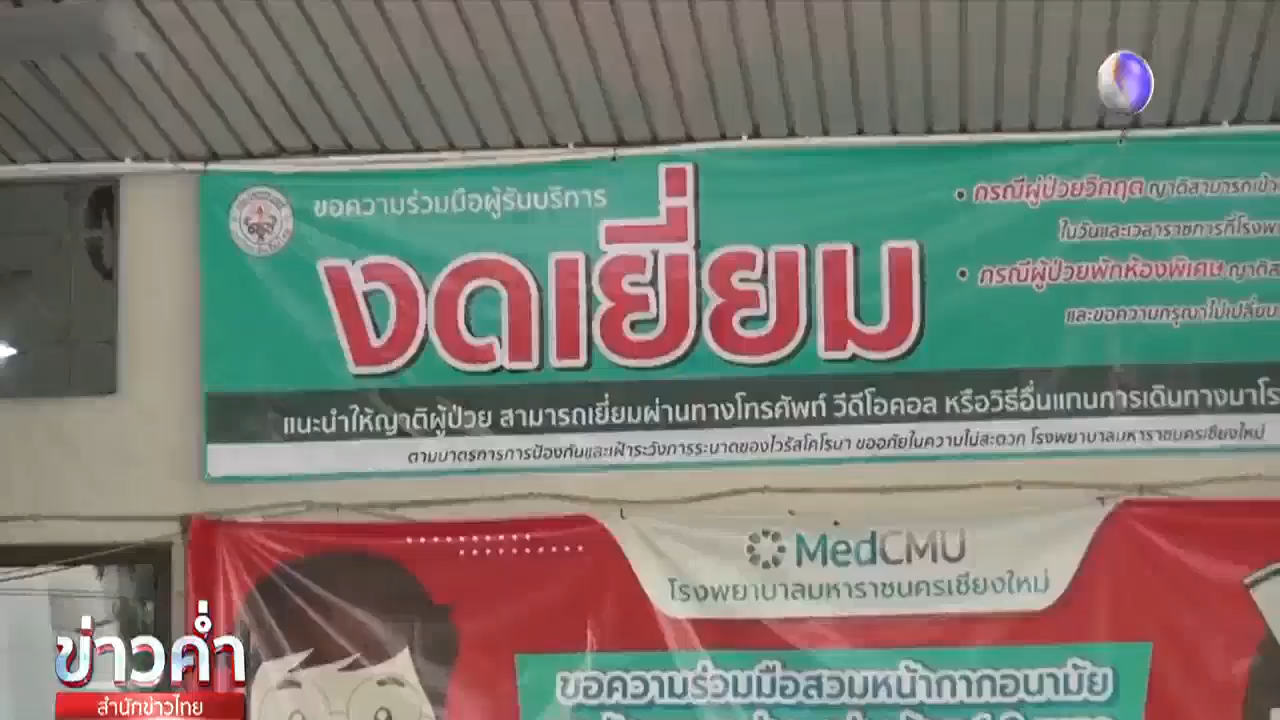 ขอความร่วมมือผู้รับบริการ
งดเยี่ยม
• กรณีผู้ป่วยวิกฤต ญาติสามารถเข้า
ในวันและเวลาราชการที่โรงพ
• กรณีผู้ป่วยพักห้องพิเศษ ญาติส
และขอความกรุณาไม่เปลี่ยน
แนะนำให้ญาติผู้ป่วย สามารถเยี่ยมผ่านทางโทรศัพท์ วีดีโอคอล หรือวิธีอื่นแทนการเดินทางมาโร
ตามมาตรการการป้องกันและเฝ้าระวังการระบาดของไวรัสโคโรนา ขออภัยในความไม่สะดวก โรงพยาบาลมหาราชนครเชียงใหม่
MedCMU
โรงพยาบาลมหาราชนครเชียงใหม่
ขอความร่วมมือสวมหน้ากากอนามัย
ข่าวค่ำ
สำนักข่าวไทย